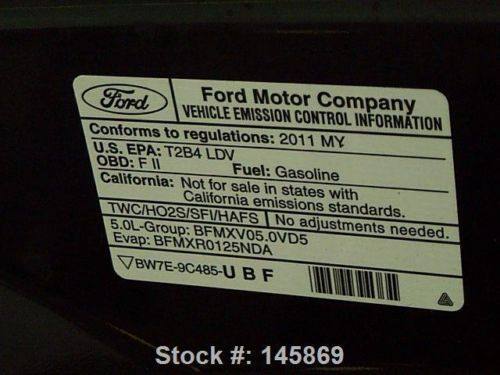 Ford
Ford Motor Company
VEHICLE EMISSION CONTROL INFORMATION
Conforms to regulations: 2011 MY
U.S. EPA: T2B4 LDV
OBD: F II
Fuel: Gasoline
California: Not for sale in states with
California emissions standards.
TWC/HO2S/SFI/HAFS
No adjustments needed.
5.0L-Group: BFMXV05.0VD5
Evap: BFMXR0125NDA
BW7E-9C485-UBF
Stock #: 145869